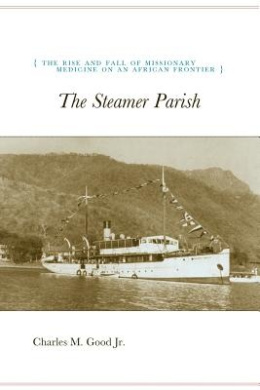 { THE RISE AND FALL OF MISSIONARY
MEDICINE ON AN AFRICAN FRONTIER }
The Steamer Parish
Charles M. Good Jr.